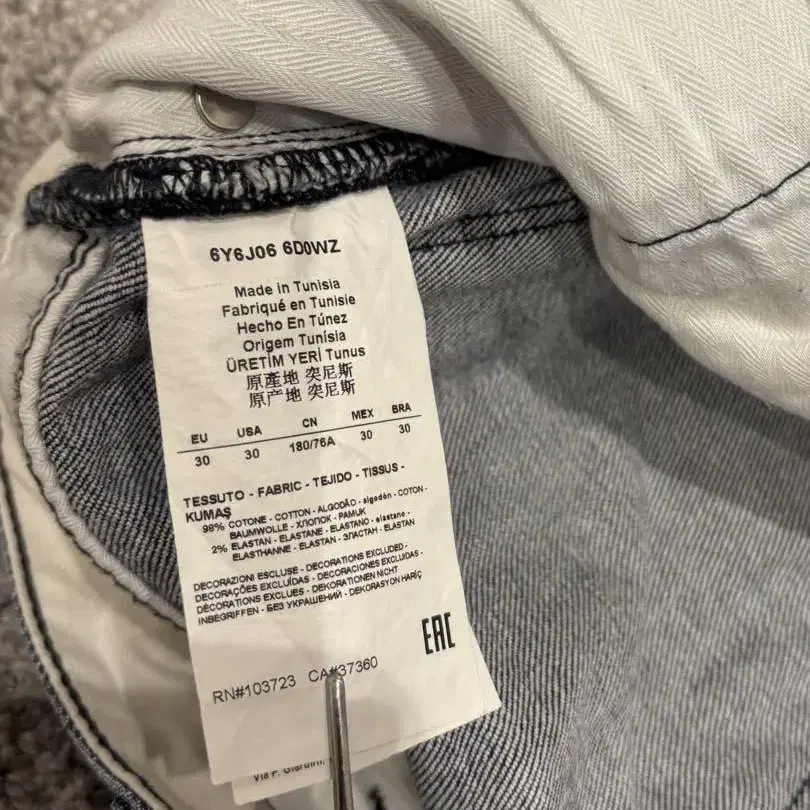 6Y6J06 6D0WZ
Made in Tunisia
Fabriqué en Tunisie
Hecho En Túnez
Origem Tunísia
ÜRETİM YERİ Tunus
原產地 突尼斯
原产地 突尼斯
EU USA CN MEX BRA
30 30 180/76A 30 30
TESSUTO - FABRIC - TEJIDO - TISSUS -
KUMAŞ
98% COTONE - COTTON - ALGODÃO - algodón - COTON -
BAUMWOLLE - ХЛОПОК - PAMUK
2% ELASTAN - ELASTANE - ELASTANO - elastane -
ELASTHANNE - ELASTAN - ЭЛАСТАН - ELASTAN
DECORAZIONI ESCLUSE - DECORATIONS EXCLUDED -
DECORAÇÕES EXCLUÍDAS - DECORACIONES EXCLUIDAS -
DÉCORATIONS EXCLUES - DEKORATIONEN NICHT
INBEGRIFFEN - БЕЗ УКРАШЕНИЙ - DEKORASYON HARİÇ
EAC
RN#103723 CA#37360
Via F.